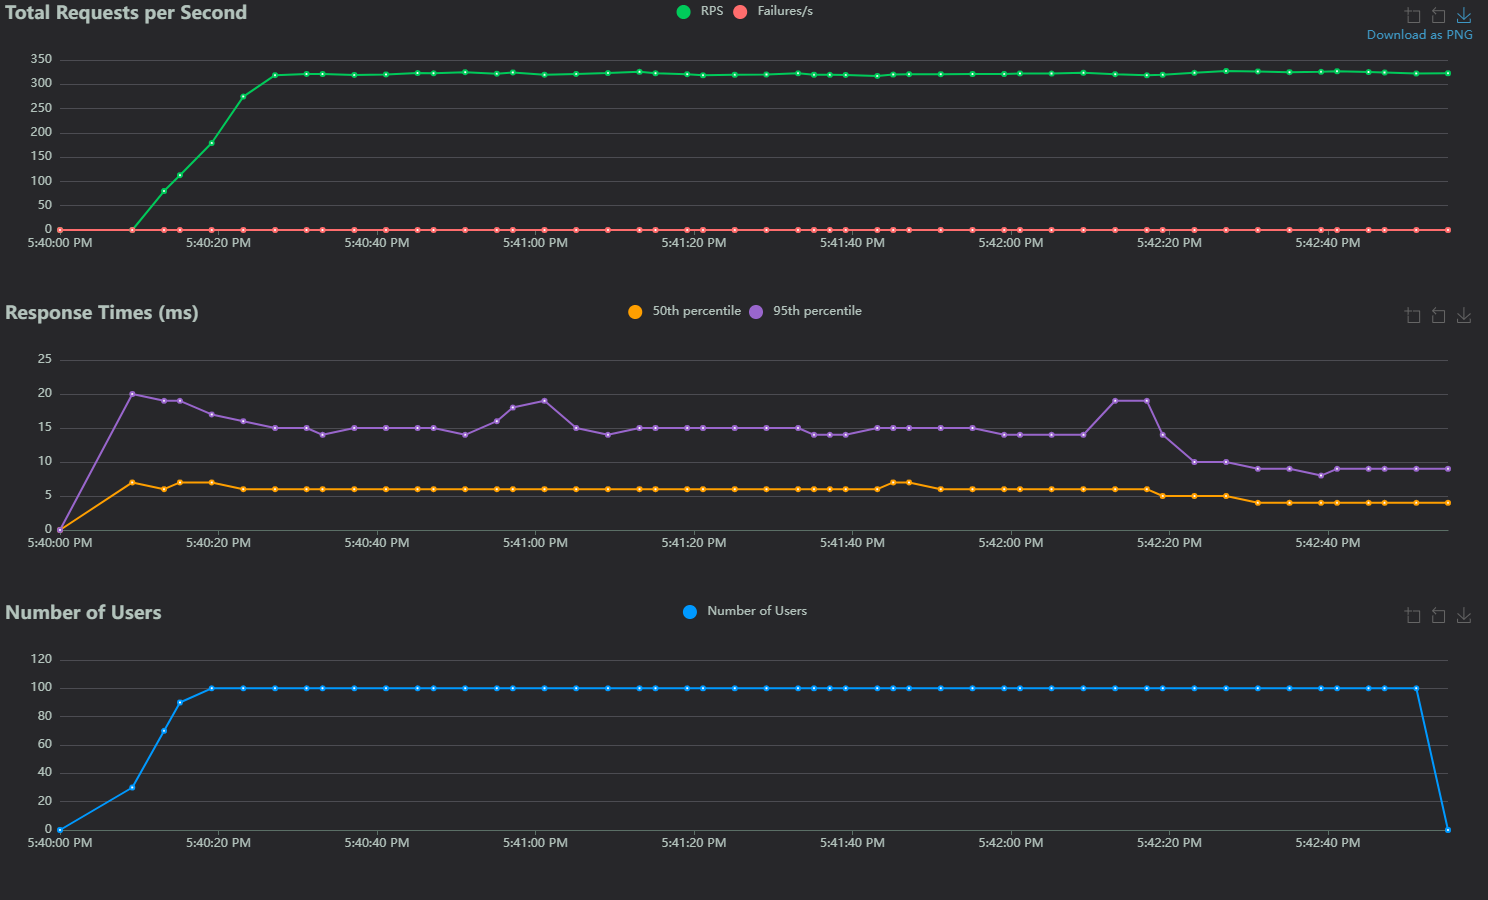 Total Requests per Second
RPS Failures/s
Download as PNG
350
300
250
200
150
100
50
0
5:40:00 PM 5:40:20 PM 5:40:40 PM 5:41:00 PM 5:41:20 PM 5:41:40 PM 5:42:00 PM 5:42:20 PM 5:42:40 PM
Response Times (ms)
50th percentile 95th percentile
25
20
15
10
5
0
5:40:00 PM 5:40:20 PM 5:40:40 PM 5:41:00 PM 5:41:20 PM 5:41:40 PM 5:42:00 PM 5:42:20 PM 5:42:40 PM
Number of Users
Number of Users
120
100
80
60
40
20
0
5:40:00 PM 5:40:20 PM 5:40:40 PM 5:41:00 PM 5:41:20 PM 5:41:40 PM 5:42:00 PM 5:42:20 PM 5:42:40 PM